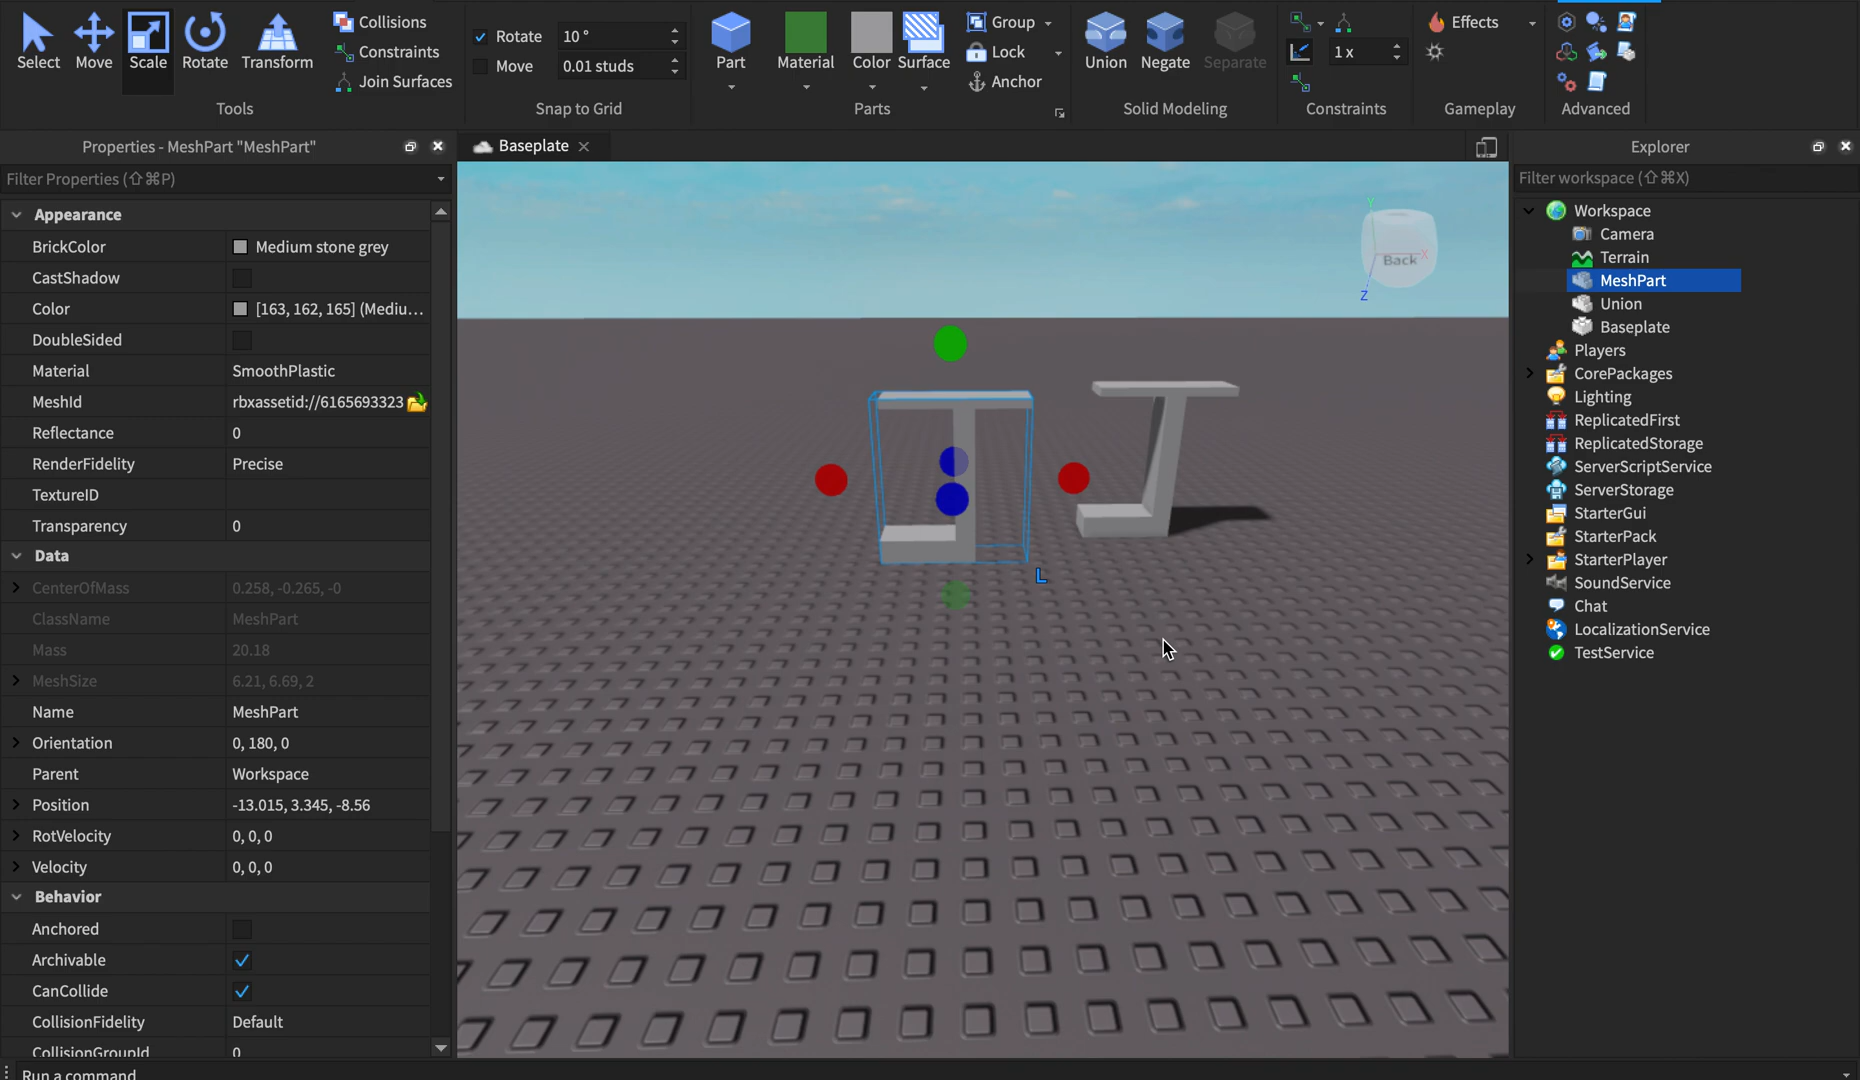 Select
Move
Scale
Rotate
Transform
Collisions
Constraints
Join Surfaces
Tools
Rotate 10 °
Move 0.01 studs
Snap to Grid
Part
Material
Color
Surface
Group
Lock
Anchor
Parts
Union
Negate
Separate
Solid Modeling
1 x
Constraints
Effects
Gameplay
Advanced
Properties - MeshPart "MeshPart"
Filter Properties (⇧⌘P)
Appearance
BrickColor Medium stone grey
CastShadow
Color [163, 162, 165] (Mediu...
DoubleSided
Material SmoothPlastic
MeshId rbxassetid://6165693323
Reflectance 0
RenderFidelity Precise
TextureID
Transparency 0
Data
CenterOfMass 0.258, -0.265, -0
ClassName MeshPart
Mass 20.18
MeshSize 6.21, 6.69, 2
Name MeshPart
Orientation 0, 180, 0
Parent Workspace
Position -13.015, 3.345, -8.56
RotVelocity 0, 0, 0
Velocity 0, 0, 0
Behavior
Anchored
Archivable
CanCollide
CollisionFidelity Default
CollisionGroupId 0
Run a command
Baseplate
Y
Back
X
Z
L
Explorer
Filter workspace (⇧⌘X)
Workspace
Camera
Terrain
MeshPart
Union
Baseplate
Players
CorePackages
Lighting
ReplicatedFirst
ReplicatedStorage
ServerScriptService
ServerStorage
StarterGui
StarterPack
StarterPlayer
SoundService
Chat
LocalizationService
TestService